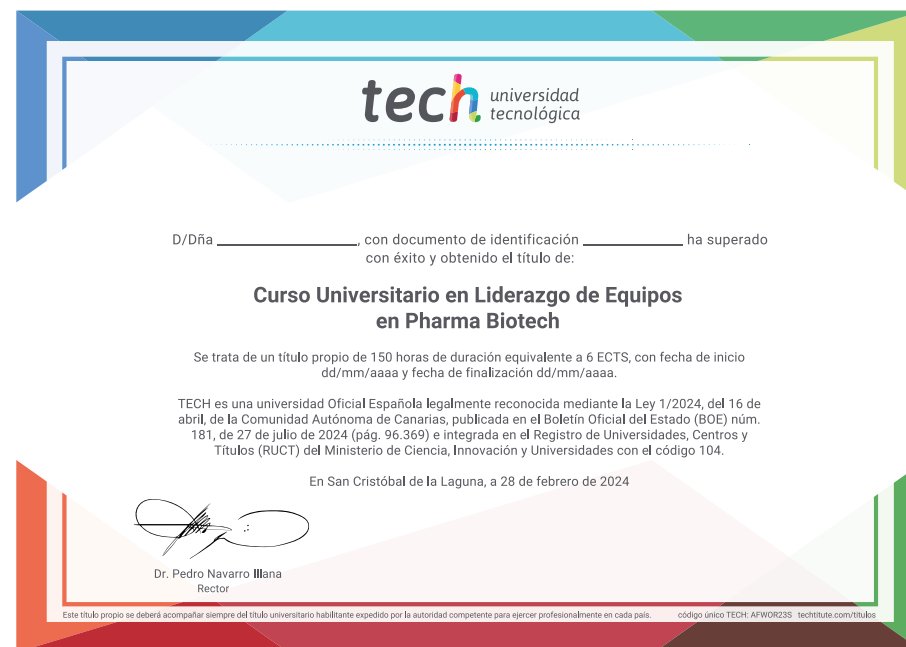 tech universidad
tecnológica
D/Dña ____________________, con documento de identificación ______________ ha superado
con éxito y obtenido el título de:
Curso Universitario en Liderazgo de Equipos
en Pharma Biotech
Se trata de un título propio de 150 horas de duración equivalente a 6 ECTS, con fecha de inicio
dd/mm/aaaa y fecha de finalización dd/mm/aaaa.
TECH es una universidad Oficial Española legalmente reconocida mediante la Ley 1/2024, del 16 de
abril, de la Comunidad Autónoma de Canarias, publicada en el Boletín Oficial del Estado (BOE) núm.
181, de 27 de julio de 2024 (pág. 96.369) e integrada en el Registro de Universidades, Centros y
Títulos (RUCT) del Ministerio de Ciencia, Innovación y Universidades con el código 104.
En San Cristóbal de la Laguna, a 28 de febrero de 2024
Dr. Pedro Navarro Illana
Rector
Este título propio se deberá acompañar siempre del título universitario habilitante expedido por la autoridad competente para ejercer profesionalmente en cada país. código único TECH: AFWOR23S techtitute.com/titulos